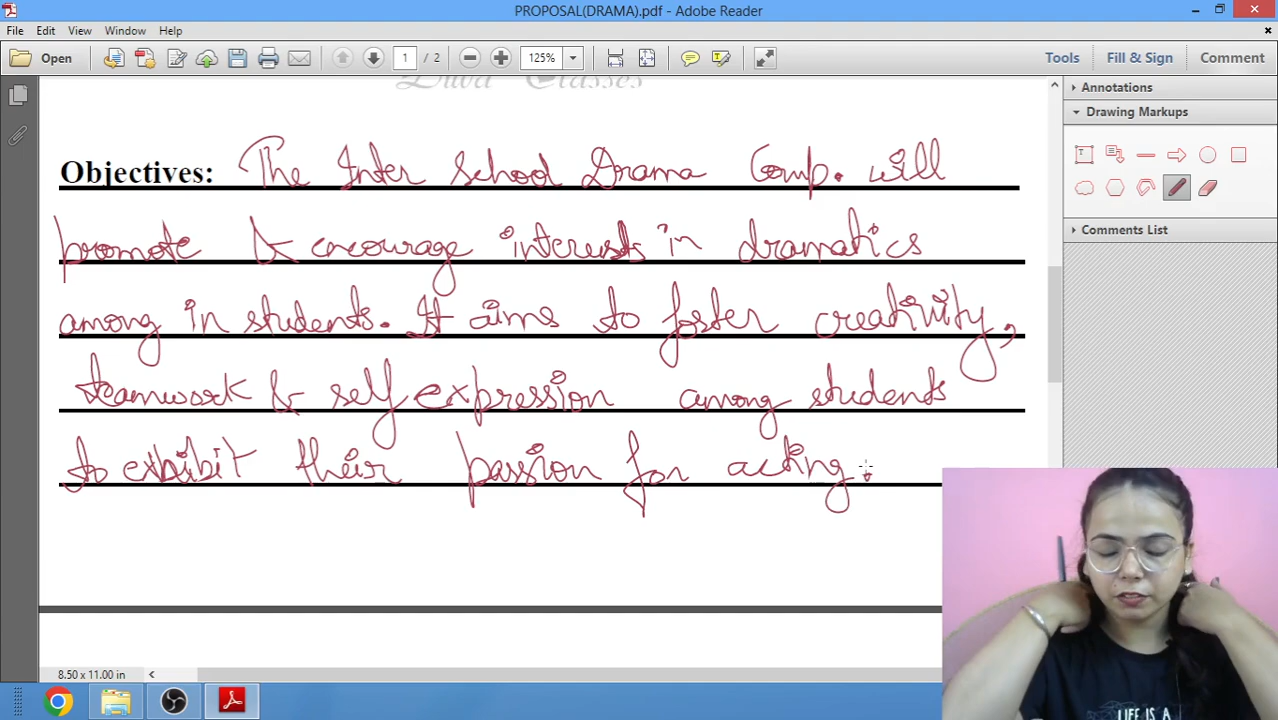 PROPOSAL(DRAMA).pdf - Adobe Reader
File Edit View Window Help
Open 1 / 2 125% Tools Fill & Sign Comment
Classes
Annotations
Drawing Markups
T
Comments List
Objectives: The Inter School Drama Comp. will
promote & encourage interests in dramatics
among in students. It aims to foster creativity,
teamwork & self expression among students
to exhibit their passion for acting.
8.50 x 11.00 in
LIFE IS A